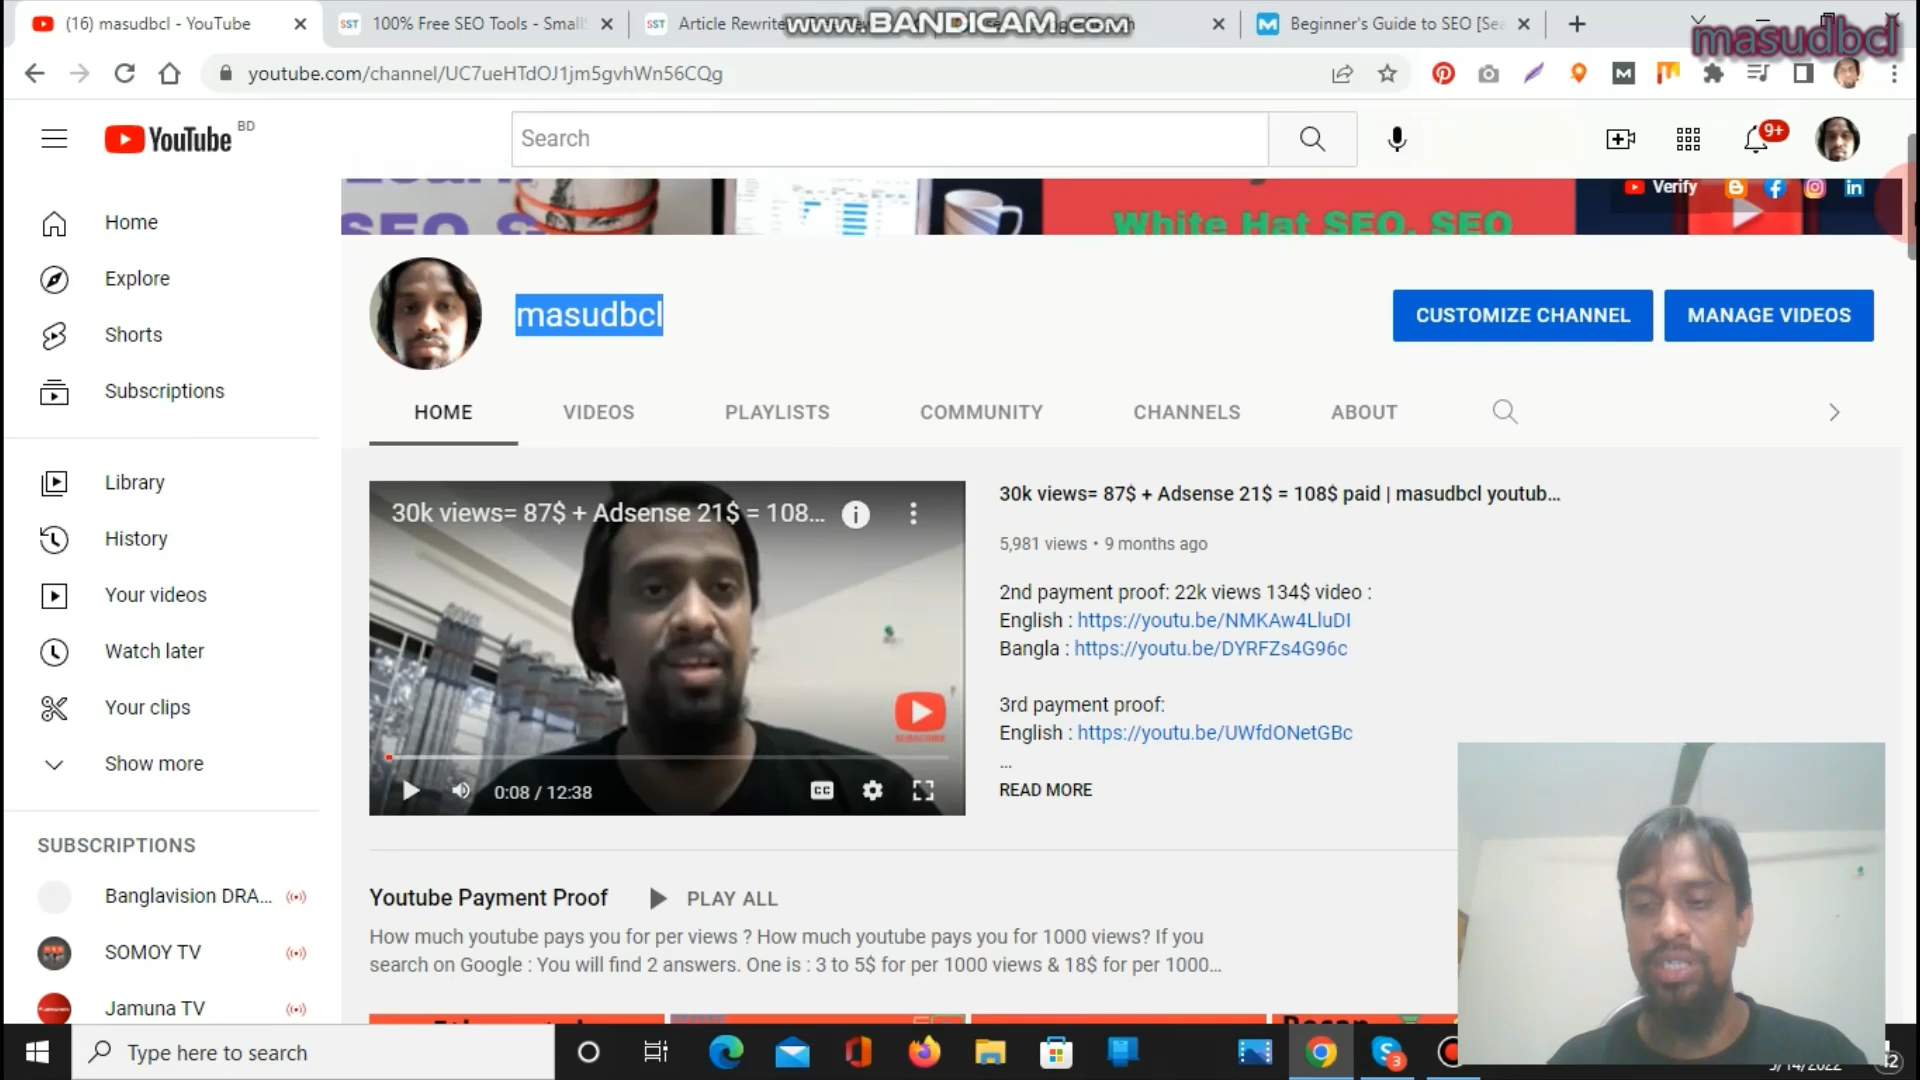 (16) masudbcl - YouTube
100% Free SEO Tools - Small
Article Rewrite
www.BANDICAM.com
Beginner's Guide to SEO [Sea
masudbcl
youtube.com/channel/UC7ueHTdOJ1jm5gvhWn56CQg
YouTube BD
Search
9+
Verify
White Hat SEO, SEO
Home
Explore
Shorts
Subscriptions
Library
History
Your videos
Watch later
Your clips
Show more
SUBSCRIPTIONS
Banglavision DRA...
SOMOY TV
Jamuna TV
masudbcl
CUSTOMIZE CHANNEL
MANAGE VIDEOS
HOME
VIDEOS
PLAYLISTS
COMMUNITY
CHANNELS
ABOUT
30k views= 87$ + Adsense 21$ = 108...
SUBSCRIBE
0:08 / 12:38
CC
30k views= 87$ + Adsense 21$ = 108$ paid | masudbcl youtub...
5,981 views • 9 months ago
2nd payment proof: 22k views 134$ video :
English : https://youtu.be/NMKAw4LluDI
Bangla : https://youtu.be/DYRFZs4G96c
3rd payment proof:
English : https://youtu.be/UWfdONetGBc
...
READ MORE
Youtube Payment Proof
PLAY ALL
How much youtube pays you for per views ? How much youtube pays you for 1000 views? If you
search on Google : You will find 2 answers. One is : 3 to 5$ for per 1000 views & 18$ for per 1000...
Type here to search
3